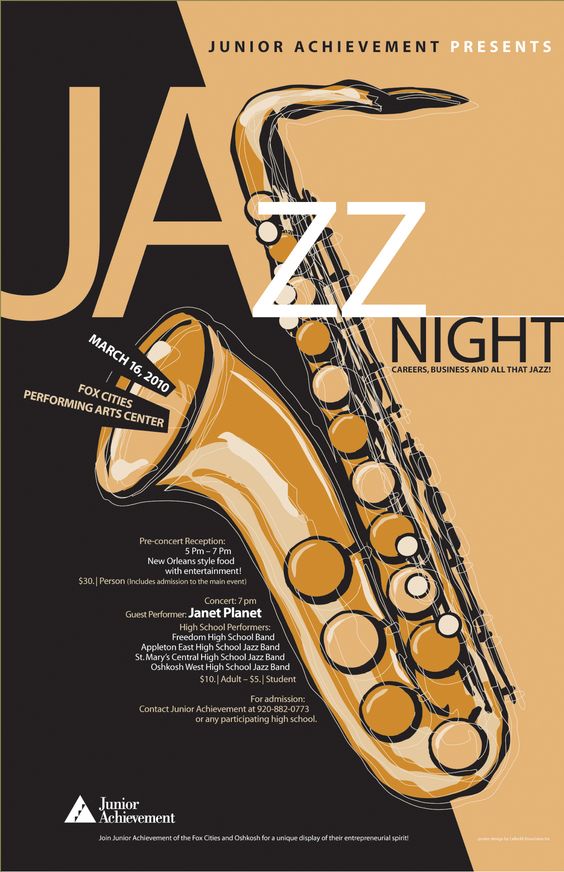 JUNIOR ACHIEVEMENT PRESENTS
JAZZ
NIGHT
CAREERS, BUSINESS AND ALL THAT JAZZ!
MARCH 16, 2010
FOX CITIES
PERFORMING ARTS CENTER
Pre-concert Reception:
5 Pm – 7 Pm
New Orleans style food
with entertainment!
$30.| Person (Includes admission to the main event)
Concert: 7 pm
Guest Performer: Janet Planet
High School Performers:
Freedom High School Band
Appleton East High School Jazz Band
St. Mary's Central High School Jazz Band
Oshkosh West High School Jazz Band
$10.| Adult – $5.| Student
For admission:
Contact Junior Achievement at 920-882-0773
or any participating high school.
Junior
Achievement
Join Junior Achievement of the Fox Cities and Oshkosh for a unique display of their entrepreneurial spirit!
poster design by